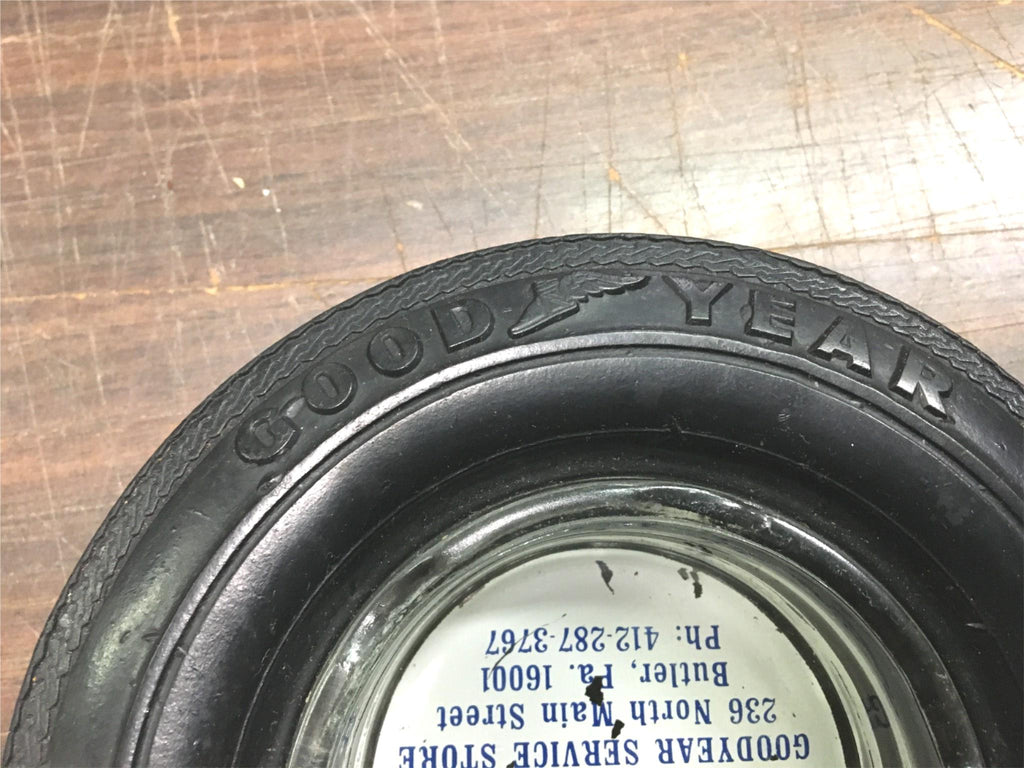 GOOD YEAR
GOODYEAR SERVICE STORE
236 North Main Street
Butler, Pa. 16001
Ph: 412-287-3767